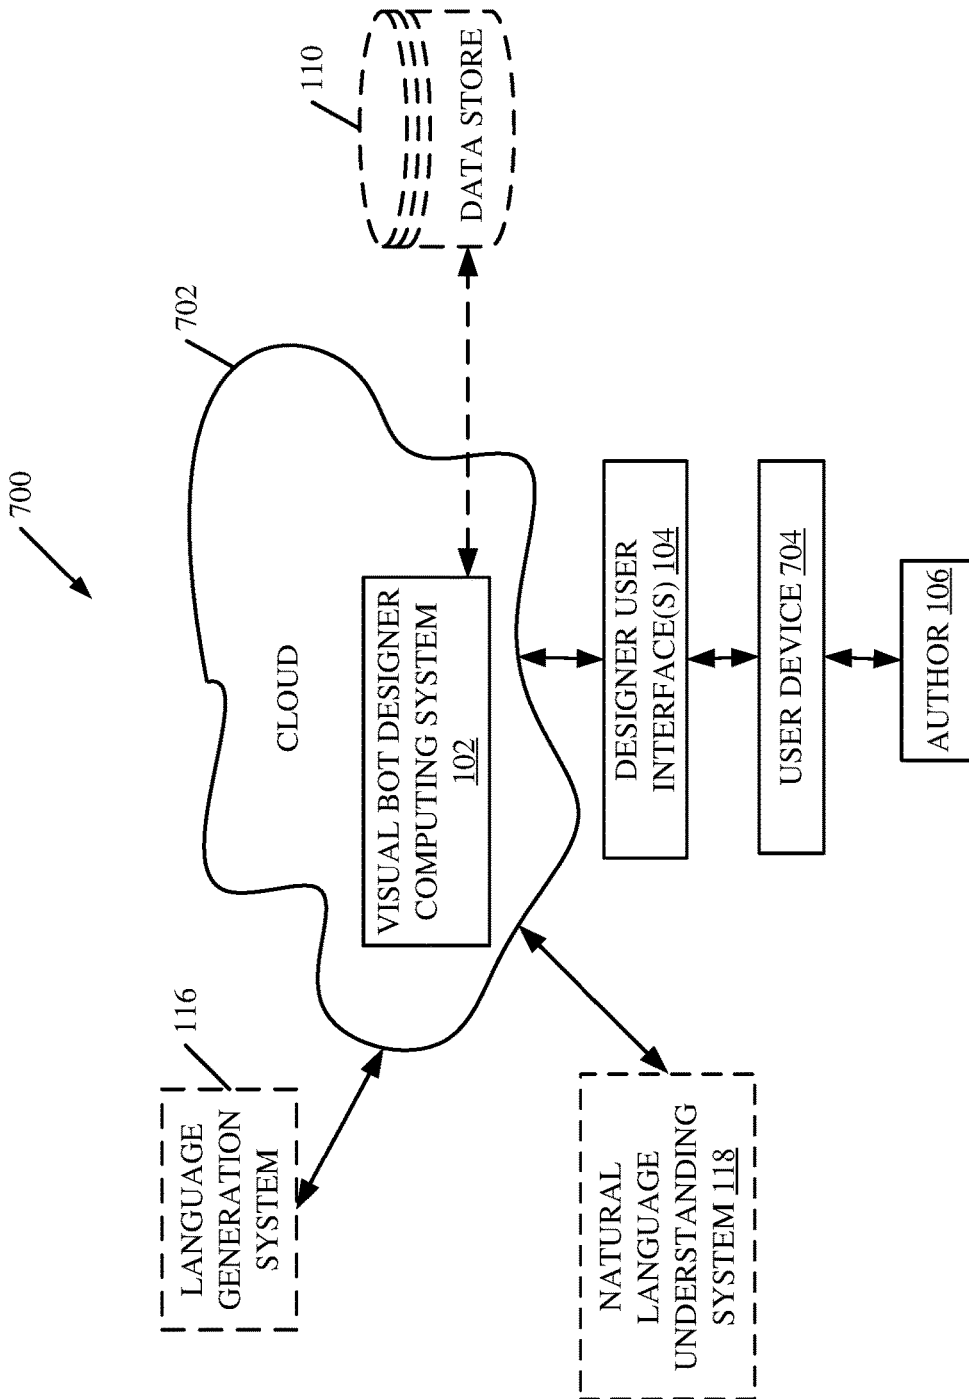 700
116
LANGUAGE
GENERATION
SYSTEM
702
CLOUD
110
DATA STORE
VISUAL BOT DESIGNER
COMPUTING SYSTEM
102
NATURAL
LANGUAGE
UNDERSTANDING
SYSTEM 118
DESIGNER USER
INTERFACE(S) 104
USER DEVICE 704
AUTHOR 106